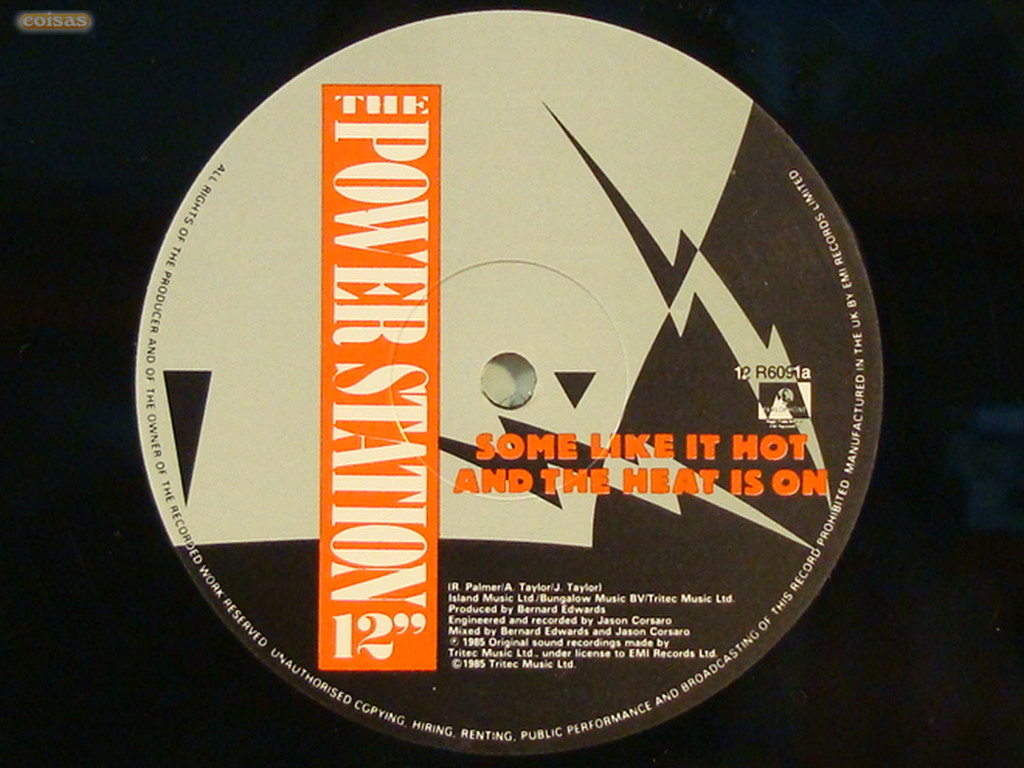 coisas
THE
POWER STATION
12”
12 R6091a
SOME LIKE IT HOT
AND THE HEAT IS ON
(R. Palmer/A. Taylor/J. Taylor)
Island Music Ltd./Bungalow Music BV/Tritec Music Ltd.
Produced by Bernard Edwards
Engineered and recorded by Jason Corsaro
Mixed by Bernard Edwards and Jason Corsaro
℗ 1985 Original sound recordings made by
Tritec Music Ltd., under license to EMI Records Ltd.
©1985 Tritec Music Ltd.
ALL RIGHTS OF THE PRODUCER AND OF THE OWNER OF THE RECORDED WORK RESERVED. UNAUTHORISED COPYING, HIRING, RENTING, PUBLIC PERFORMANCE AND BROADCASTING OF THIS RECORD PROHIBITED MANUFACTURED IN THE UK BY EMI RECORDS LIMITED